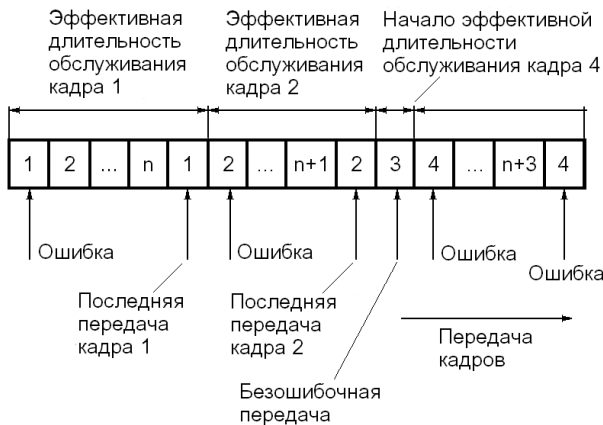 Эффективная
длительность
обслуживания
кадра 1
Эффективная
длительность
обслуживания
кадра 2
Начало эффективной
длительности
обслуживания кадра 4
1 2 ... n 1 2 ... n+1 2 3 4 ... n+3 4
Ошибка
Ошибка
Ошибка
Ошибка
Последняя
передача
кадра 1
Последняя
передача
кадра 2
Передача
кадров
Безошибочная
передача